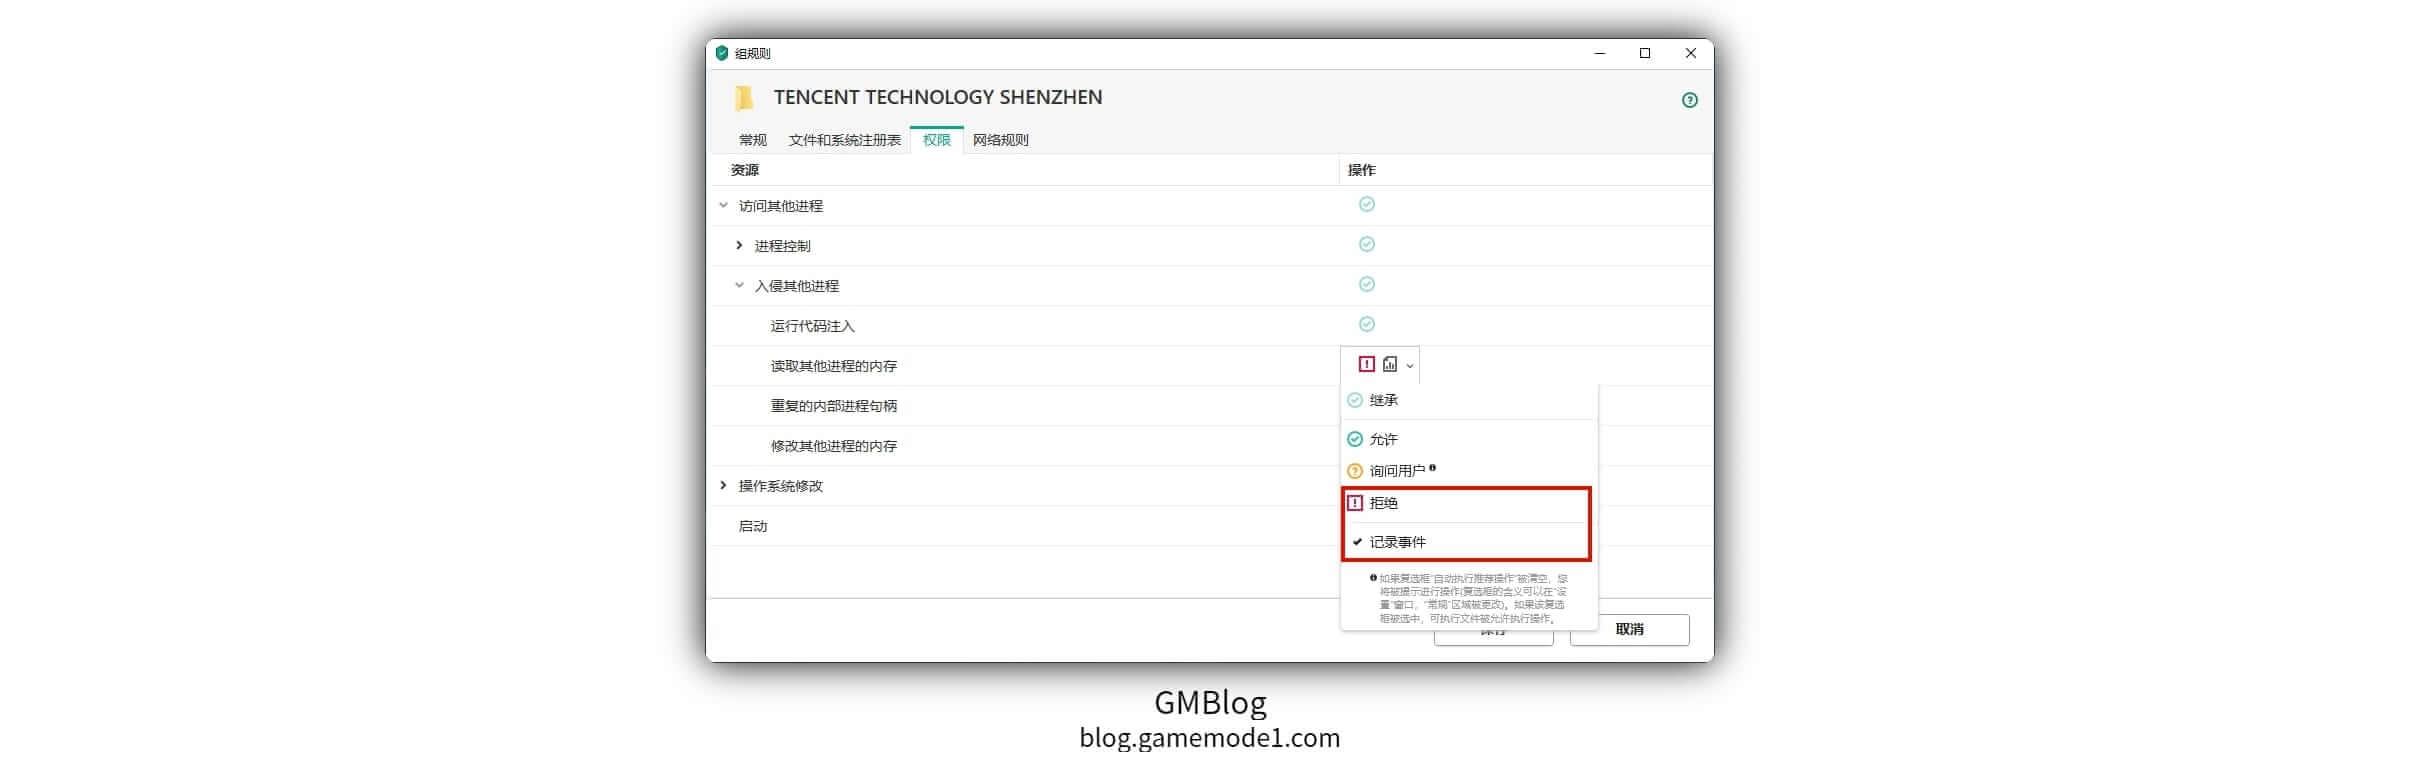 组规则
TENCENT TECHNOLOGY SHENZHEN
常规 文件和系统注册表 权限 网络规则
资源 操作
访问其他进程
进程控制
入侵其他进程
运行代码注入
读取其他进程的内存
重复的内部进程句柄
继承
修改其他进程的内存
允许
询问用户
操作系统修改
拒绝
启动
记录事件
如果复选框"自动执行推荐操作"被清空，您
将被提示进行操作(复选框的含义可以在"设
置"窗口，"常规"区域被更改)。如果该复选
框被选中，可执行文件被允许执行操作。
取消
GMBlog
blog.gamemode1.com